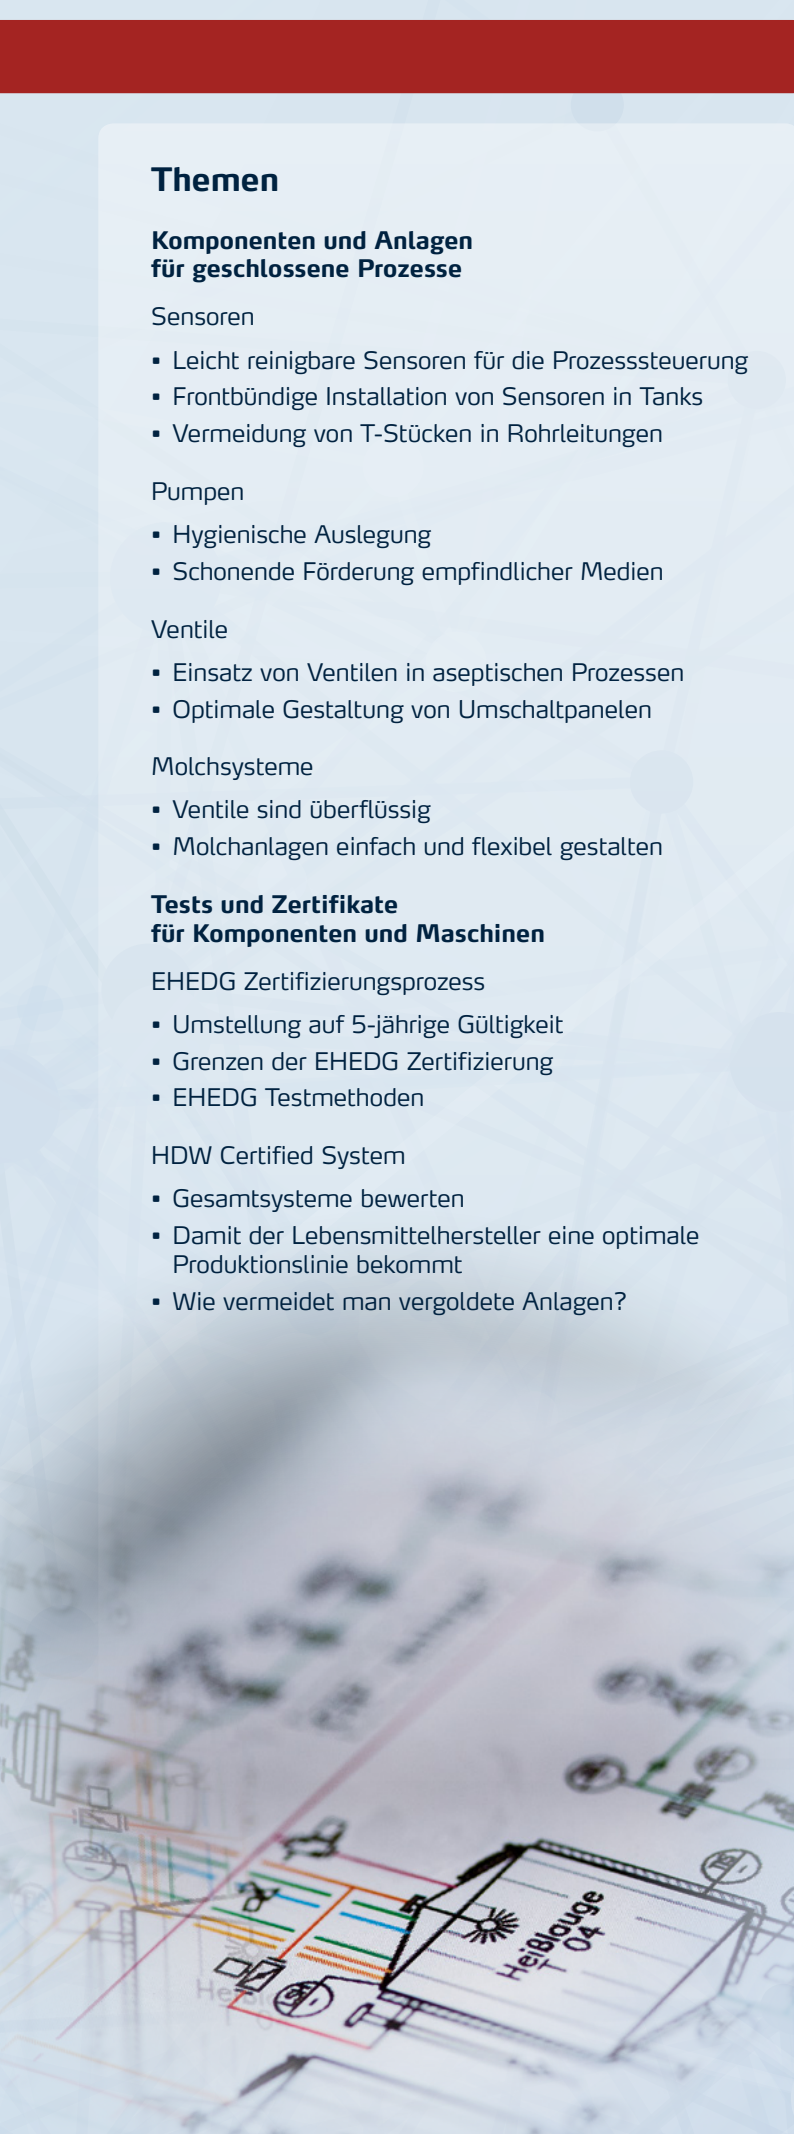 Themen
Komponenten und Anlagen
für geschlossene Prozesse
Sensoren
▪ Leicht reinigbare Sensoren für die Prozesssteuerung
▪ Frontbündige Installation von Sensoren in Tanks
▪ Vermeidung von T-Stücken in Rohrleitungen
Pumpen
▪ Hygienische Auslegung
▪ Schonende Förderung empfindlicher Medien
Ventile
▪ Einsatz von Ventilen in aseptischen Prozessen
▪ Optimale Gestaltung von Umschaltpanelen
Molchsysteme
▪ Ventile sind überflüssig
▪ Molchanlagen einfach und flexibel gestalten
Tests und Zertifikate
für Komponenten und Maschinen
EHEDG Zertifizierungsprozess
▪ Umstellung auf 5-jährige Gültigkeit
▪ Grenzen der EHEDG Zertifizierung
▪ EHEDG Testmethoden
HDW Certified System
▪ Gesamtsysteme bewerten
▪ Damit der Lebensmittelhersteller eine optimale
Produktionslinie bekommt
▪ Wie vermeidet man vergoldete Anlagen?
Heißlauge
T 04